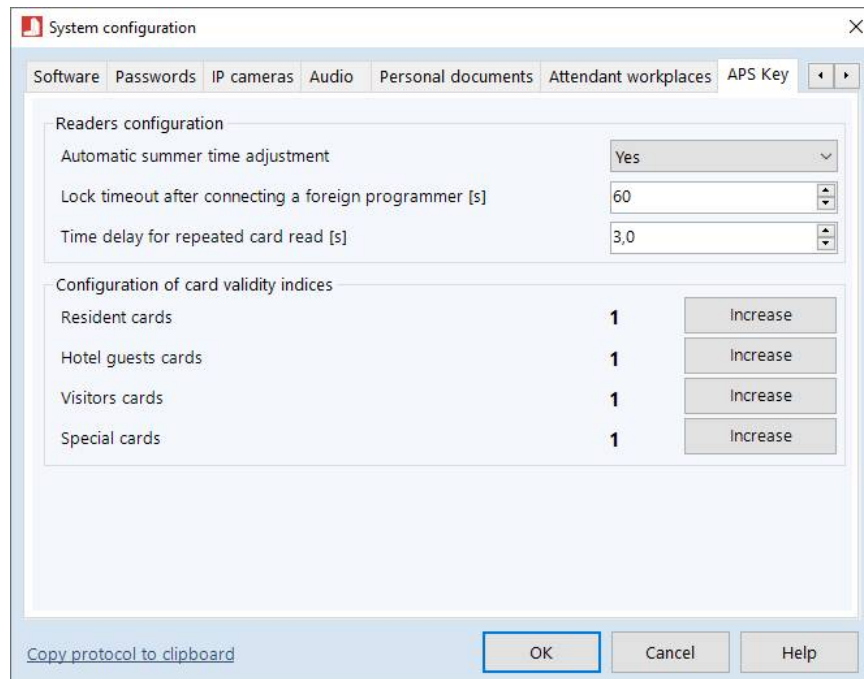 System configuration
Software Passwords IP cameras Audio Personal documents Attendant workplaces APS Key
Readers configuration
Automatic summer time adjustment Yes
Lock timeout after connecting a foreign programmer [s] 60
Time delay for repeated card read [s] 3,0
Configuration of card validity indices
Resident cards 1 Increase
Hotel guests cards 1 Increase
Visitors cards 1 Increase
Special cards 1 Increase
Copy protocol to clipboard OK Cancel Help